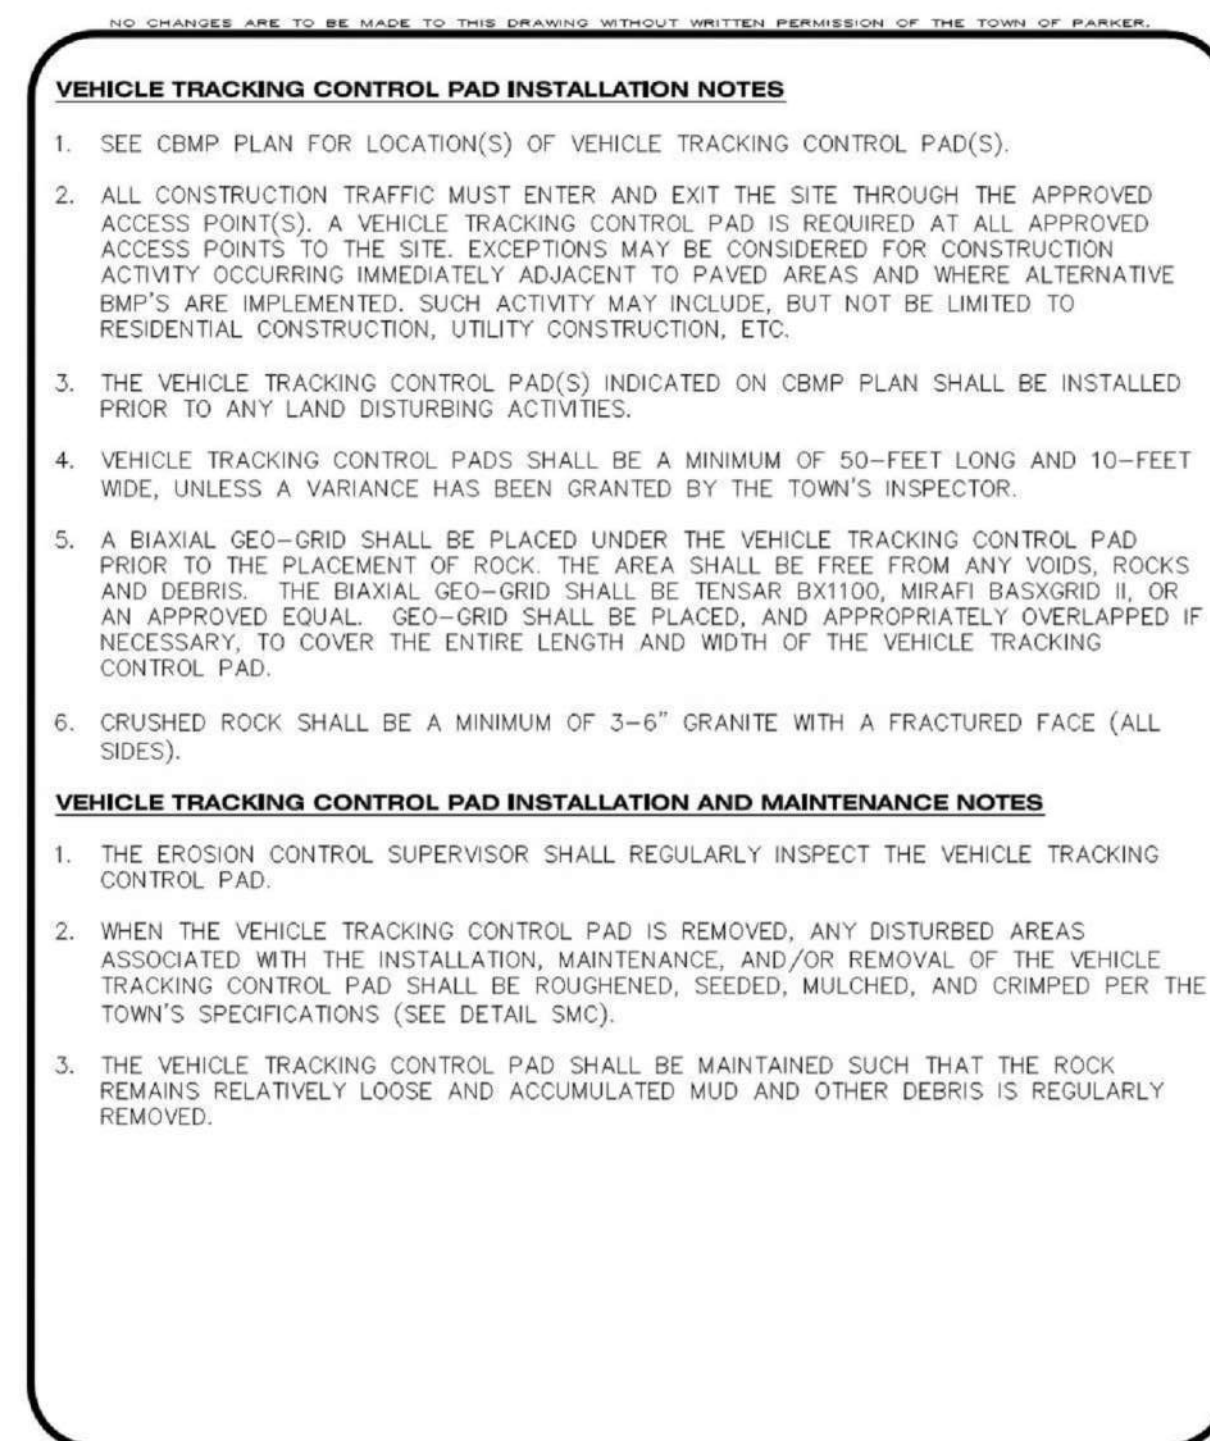 NO CHANGES ARE TO BE MADE TO THIS DRAWING WITHOUT WRITTEN PERMISSION OF THE TOWN OF PARKER.
VEHICLE TRACKING CONTROL PAD INSTALLATION NOTES
1. SEE CBMP PLAN FOR LOCATION(S) OF VEHICLE TRACKING CONTROL PAD(S).
2. ALL CONSTRUCTION TRAFFIC MUST ENTER AND EXIT THE SITE THROUGH THE APPROVED
ACCESS POINT(S). A VEHICLE TRACKING CONTROL PAD IS REQUIRED AT ALL APPROVED
ACCESS POINTS TO THE SITE. EXCEPTIONS MAY BE CONSIDERED FOR CONSTRUCTION
ACTIVITY OCCURRING IMMEDIATELY ADJACENT TO PAVED AREAS AND WHERE ALTERNATIVE
BMP'S ARE IMPLEMENTED. SUCH ACTIVITY MAY INCLUDE, BUT NOT BE LIMITED TO
RESIDENTIAL CONSTRUCTION, UTILITY CONSTRUCTION, ETC.
3. THE VEHICLE TRACKING CONTROL PAD(S) INDICATED ON CBMP PLAN SHALL BE INSTALLED
PRIOR TO ANY LAND DISTURBING ACTIVITIES.
4. VEHICLE TRACKING CONTROL PADS SHALL BE A MINIMUM OF 50-FEET LONG AND 10-FEET
WIDE, UNLESS A VARIANCE HAS BEEN GRANTED BY THE TOWN'S INSPECTOR.
5. A BIAXIAL GEO-GRID SHALL BE PLACED UNDER THE VEHICLE TRACKING CONTROL PAD
PRIOR TO THE PLACEMENT OF ROCK. THE AREA SHALL BE FREE FROM ANY VOIDS, ROCKS
AND DEBRIS. THE BIAXIAL GEO-GRID SHALL BE TENSAR BX1100, MIRAFI BASXGRID II, OR
AN APPROVED EQUAL. GEO-GRID SHALL BE PLACED, AND APPROPRIATELY OVERLAPPED IF
NECESSARY, TO COVER THE ENTIRE LENGTH AND WIDTH OF THE VEHICLE TRACKING
CONTROL PAD.
6. CRUSHED ROCK SHALL BE A MINIMUM OF 3-6" GRANITE WITH A FRACTURED FACE (ALL
SIDES).
VEHICLE TRACKING CONTROL PAD INSTALLATION AND MAINTENANCE NOTES
1. THE EROSION CONTROL SUPERVISOR SHALL REGULARLY INSPECT THE VEHICLE TRACKING
CONTROL PAD.
2. WHEN THE VEHICLE TRACKING CONTROL PAD IS REMOVED, ANY DISTURBED AREAS
ASSOCIATED WITH THE INSTALLATION, MAINTENANCE, AND/OR REMOVAL OF THE VEHICLE
TRACKING CONTROL PAD SHALL BE ROUGHENED, SEEDED, MULCHED, AND CRIMPED PER THE
TOWN'S SPECIFICATIONS (SEE DETAIL SMC).
3. THE VEHICLE TRACKING CONTROL PAD SHALL BE MAINTAINED SUCH THAT THE ROCK
REMAINS RELATIVELY LOOSE AND ACCUMULATED MUD AND OTHER DEBRIS IS REGULARLY
REMOVED.